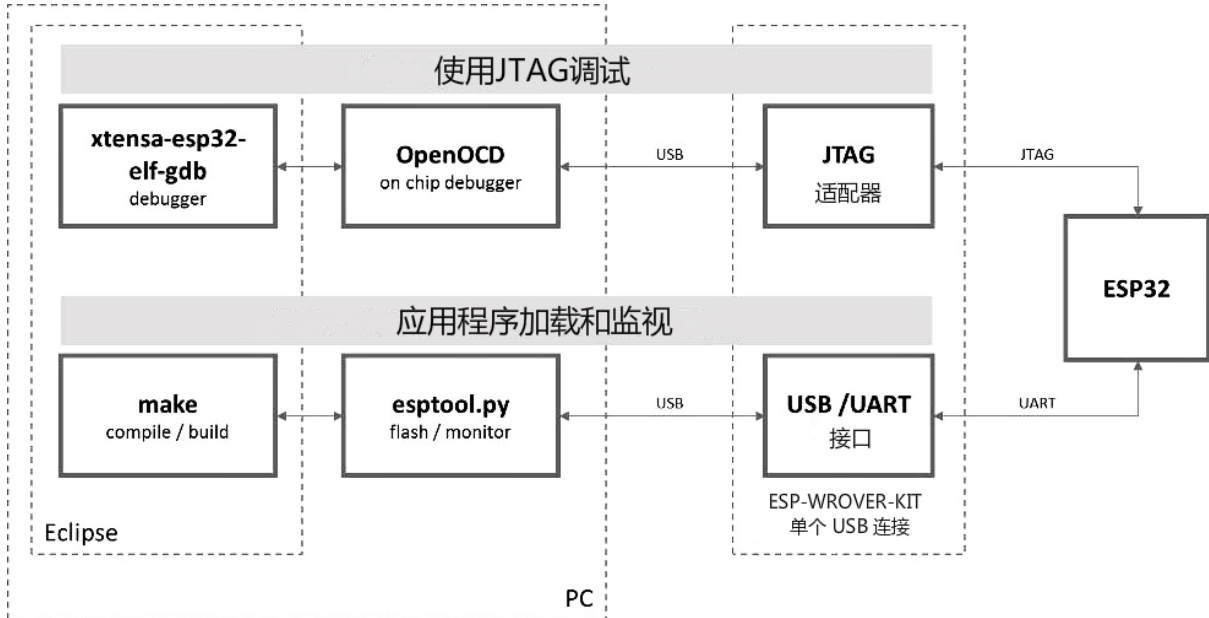 使用JTAG调试
xtensa-esp32-
elf-gdb
debugger
OpenOCD
on chip debugger
USB
JTAG
适配器
JTAG
ESP32
应用程序加载和监视
make
compile / build
esptool.py
flash / monitor
USB
USB /UART
接口
UART
ESP-WROVER-KIT
单个 USB 连接
Eclipse
PC